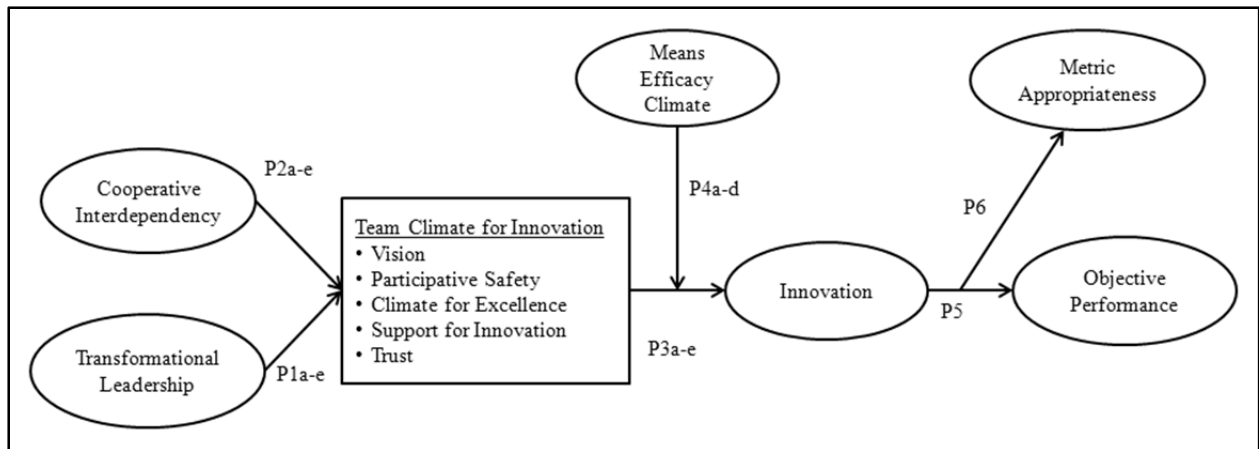 Means
Efficacy
Climate
Metric
Appropriateness
P2a-e
Cooperative
Interdependency
P4a-d
P6
Team Climate for Innovation
• Vision
• Participative Safety
• Climate for Excellence
• Support for Innovation
• Trust
Innovation
Objective
Performance
P5
P3a-e
Transformational
Leadership
P1a-e